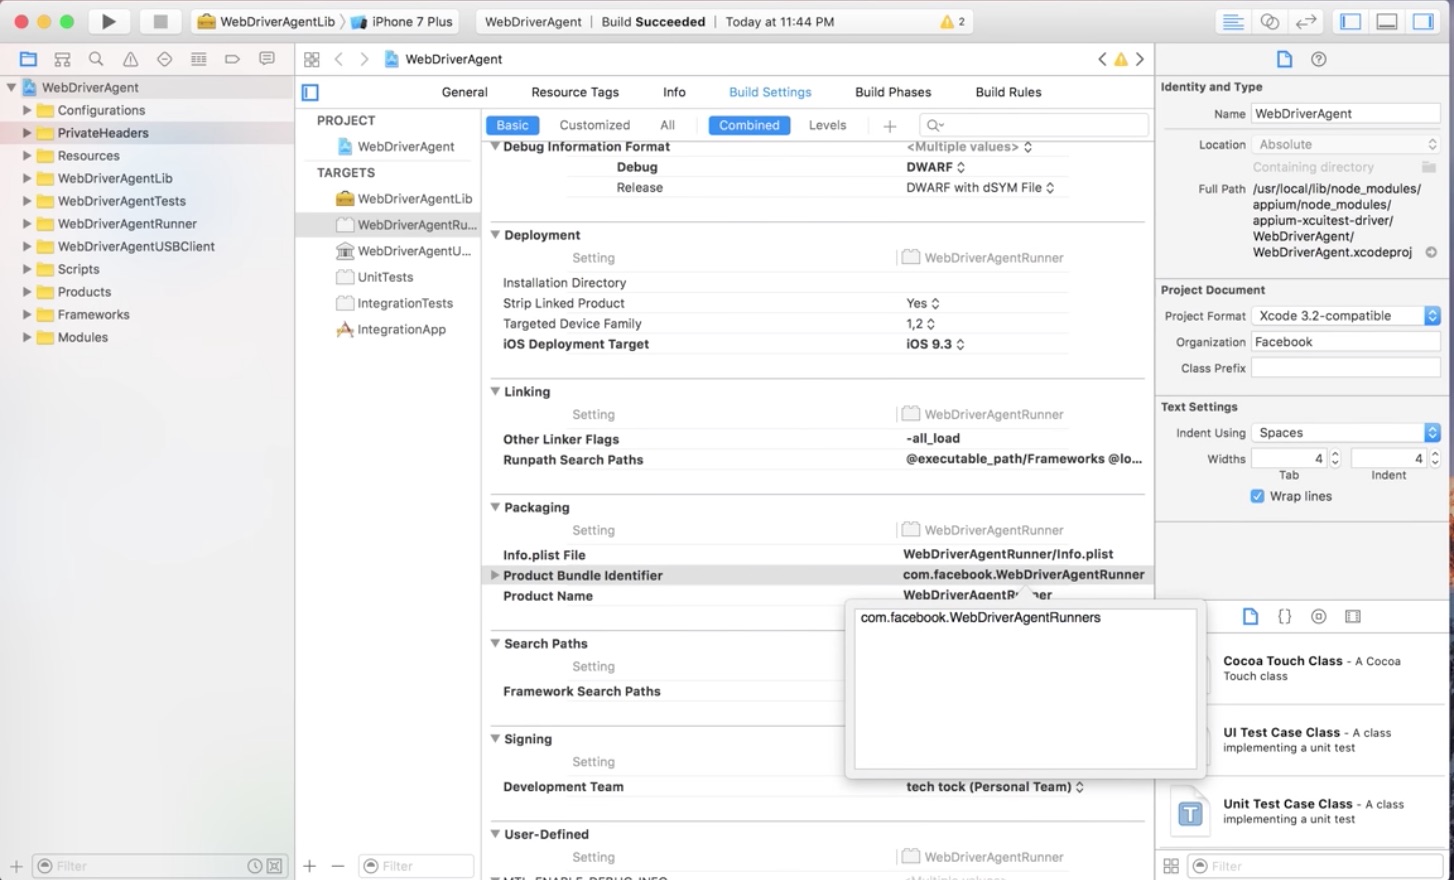 WebDriverAgentLib
iPhone 7 Plus
WebDriverAgent | Build Succeeded | Today at 11:44 PM
2
WebDriverAgent
Configurations
PrivateHeaders
Resources
WebDriverAgentLib
WebDriverAgentTests
WebDriverAgentRunner
WebDriverAgentUSBClient
Scripts
Products
Frameworks
Modules
Filter
WebDriverAgent
General Resource Tags Info Build Settings Build Phases Build Rules
PROJECT
WebDriverAgent
TARGETS
WebDriverAgentLib
WebDriverAgentRu...
WebDriverAgentU...
UnitTests
IntegrationTests
IntegrationApp
Filter
Basic Customized All Combined Levels
Debug Information Format <Multiple values>
Debug DWARF
Release DWARF with dSYM File
Deployment
Setting WebDriverAgentRunner
Installation Directory
Strip Linked Product Yes
Targeted Device Family 1,2
iOS Deployment Target iOS 9.3
Linking
Setting WebDriverAgentRunner
Other Linker Flags -all_load
Runpath Search Paths @executable_path/Frameworks @lo...
Packaging
Setting WebDriverAgentRunner
Info.plist File WebDriverAgentRunner/Info.plist
Product Bundle Identifier com.facebook.WebDriverAgentRunner
Product Name
com.facebook.WebDriverAgentRunners
Search Paths
Setting
Framework Search Paths
Signing
Setting
Development Team tech tock (Personal Team)
User-Defined
Setting WebDriverAgentRunner
Identity and Type
Name WebDriverAgent
Location Absolute
Containing directory
Full Path /usr/local/lib/node_modules/
appium/node_modules/
appium-xcuitest-driver/
WebDriverAgent/
WebDriverAgent.xcodeproj
Project Document
Project Format Xcode 3.2-compatible
Organization Facebook
Class Prefix
Text Settings
Indent Using Spaces
Widths 4 4
Tab Indent
Wrap lines
Cocoa Touch Class - A Cocoa
Touch class
UI Test Case Class - A class
implementing a unit test
T
Unit Test Case Class - A class
implementing a unit test
Filter